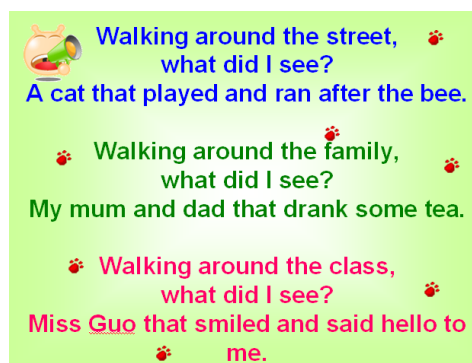 Walking around the street,
what did I see?
A cat that played and ran after the bee.
Walking around the family,
what did I see?
My mum and dad that drank some tea.
Walking around the class,
what did I see?
Miss Guo that smiled and said hello to
me.